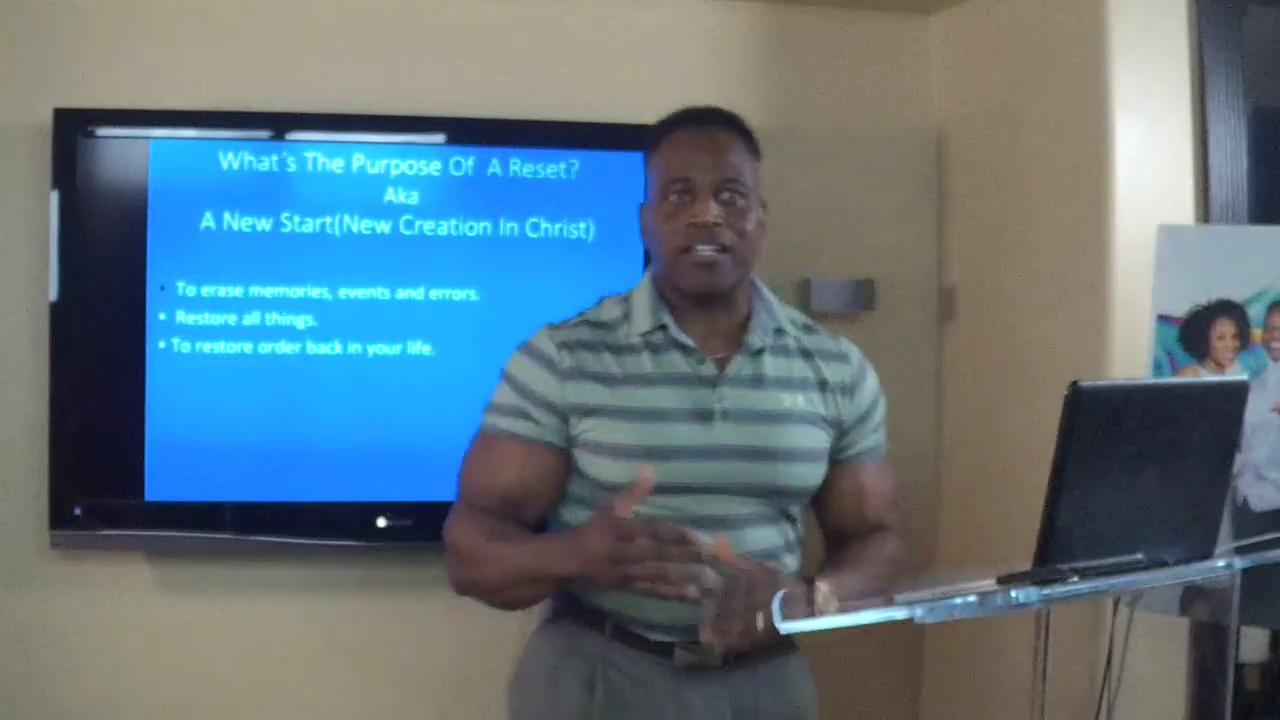 What's The Purpose Of A Reset?
Aka
A New Start(New Creation In Christ)
• To erase memories, events and errors.
• Restore all things.
• To restore order back in your life.